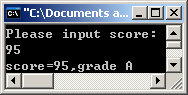 "C:\Documents a...
Please input score:
95
score=95,grade A